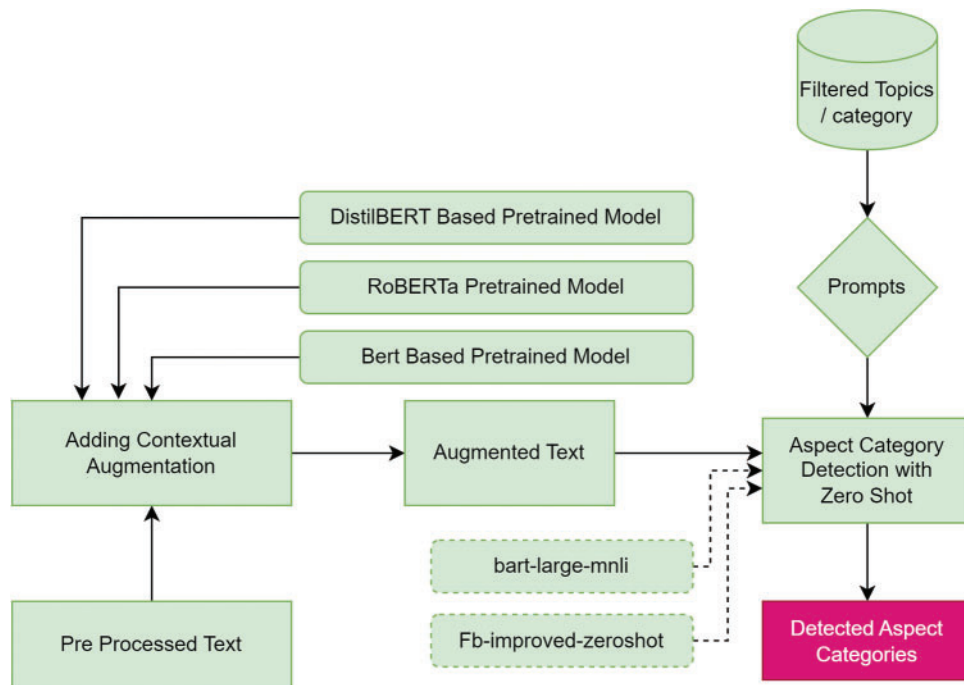 Filtered Topics
/ category
DistilBERT Based Pretrained Model
RoBERTa Pretrained Model
Prompts
Bert Based Pretrained Model
Adding Contextual
Augmentation
Augmented Text
Aspect Category
Detection with
Zero Shot
bart-large-mnli
Fb-improved-zeroshot
Pre Processed Text
Detected Aspect
Categories